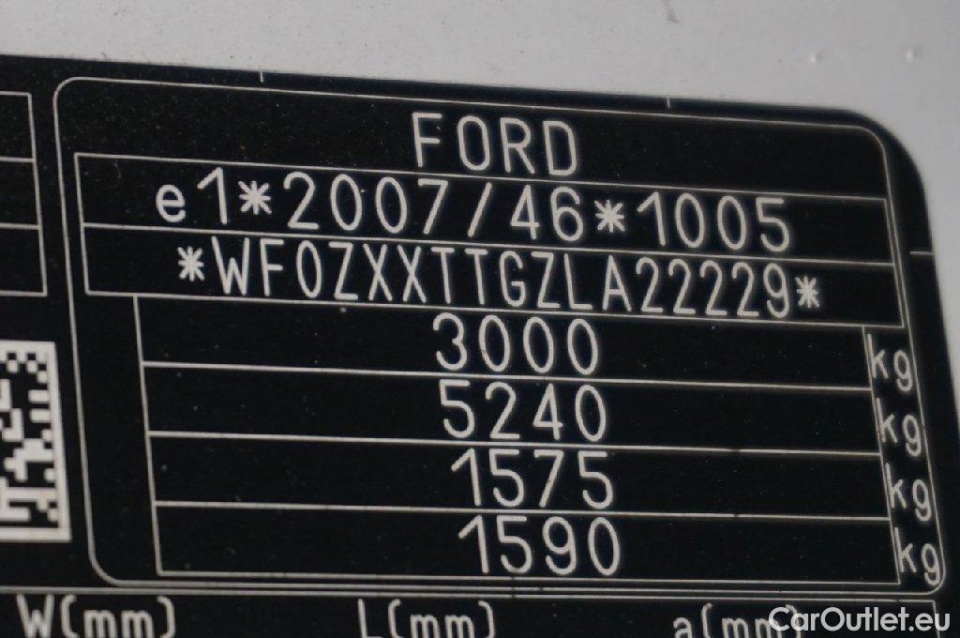 FORD
e1*2007/46*1005
*WF0ZXXTTGZLA22229*
3000 kg
5240 kg
1575 kg
1590 kg
W(mm) L(mm) a(mm)
CarOutlet.eu